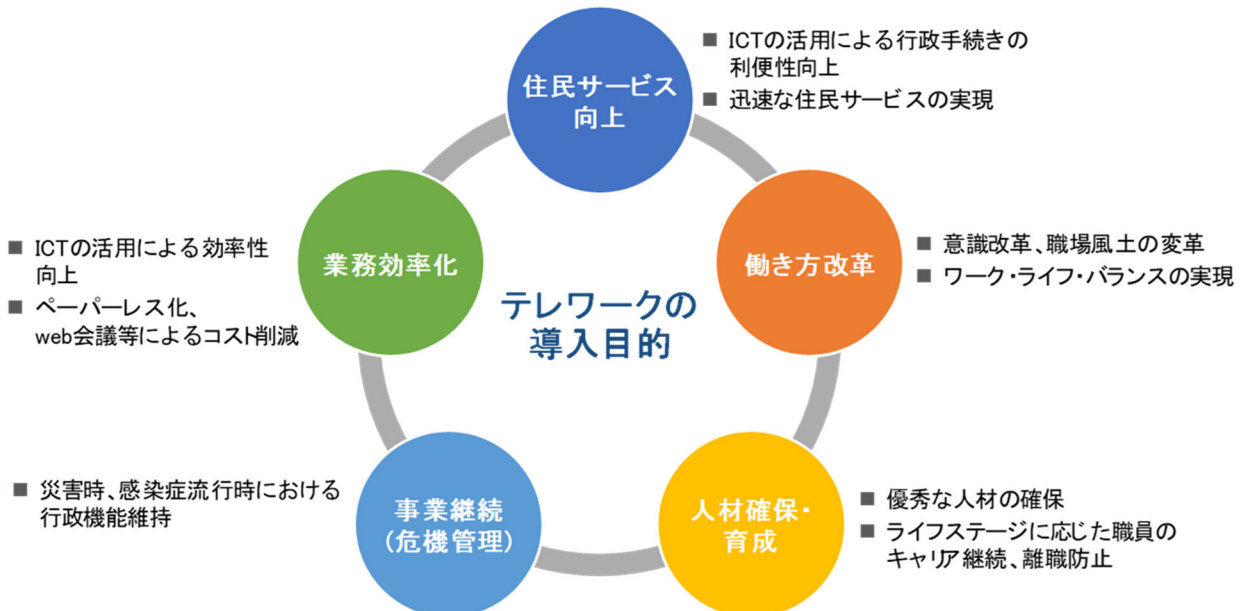 住民サービス
向上
■ ICTの活用による行政手続きの
利便性向上
■ 迅速な住民サービスの実現
働き方改革
■ 意識改革、職場風土の変革
■ ワーク・ライフ・バランスの実現
人材確保・
育成
■ 優秀な人材の確保
■ ライフステージに応じた職員の
キャリア継続、離職防止
事業継続
(危機管理)
■ 災害時、感染症流行時における
行政機能維持
業務効率化
■ ICTの活用による効率性
向上
■ ペーパーレス化、
web会議等によるコスト削減
テレワークの
導入目的